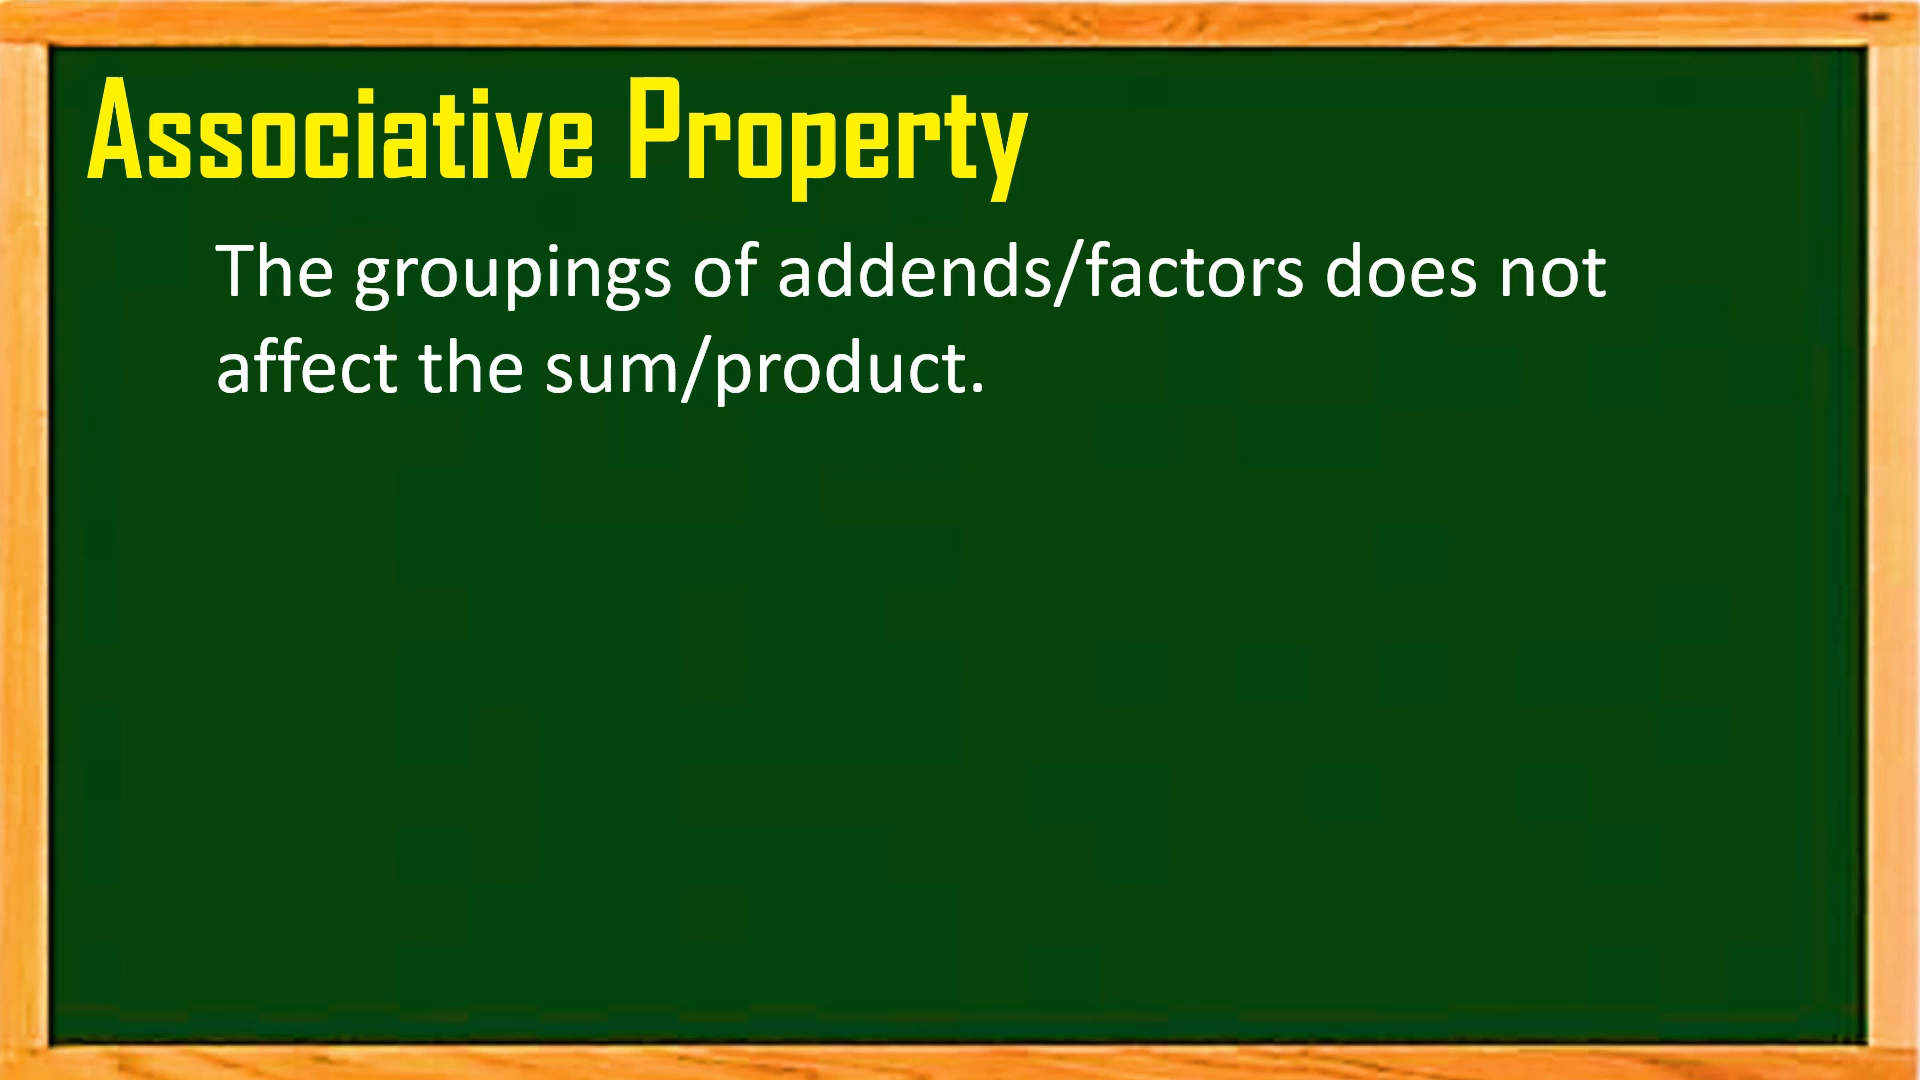 Associative Property
The groupings of addends/factors does not
affect the sum/product.